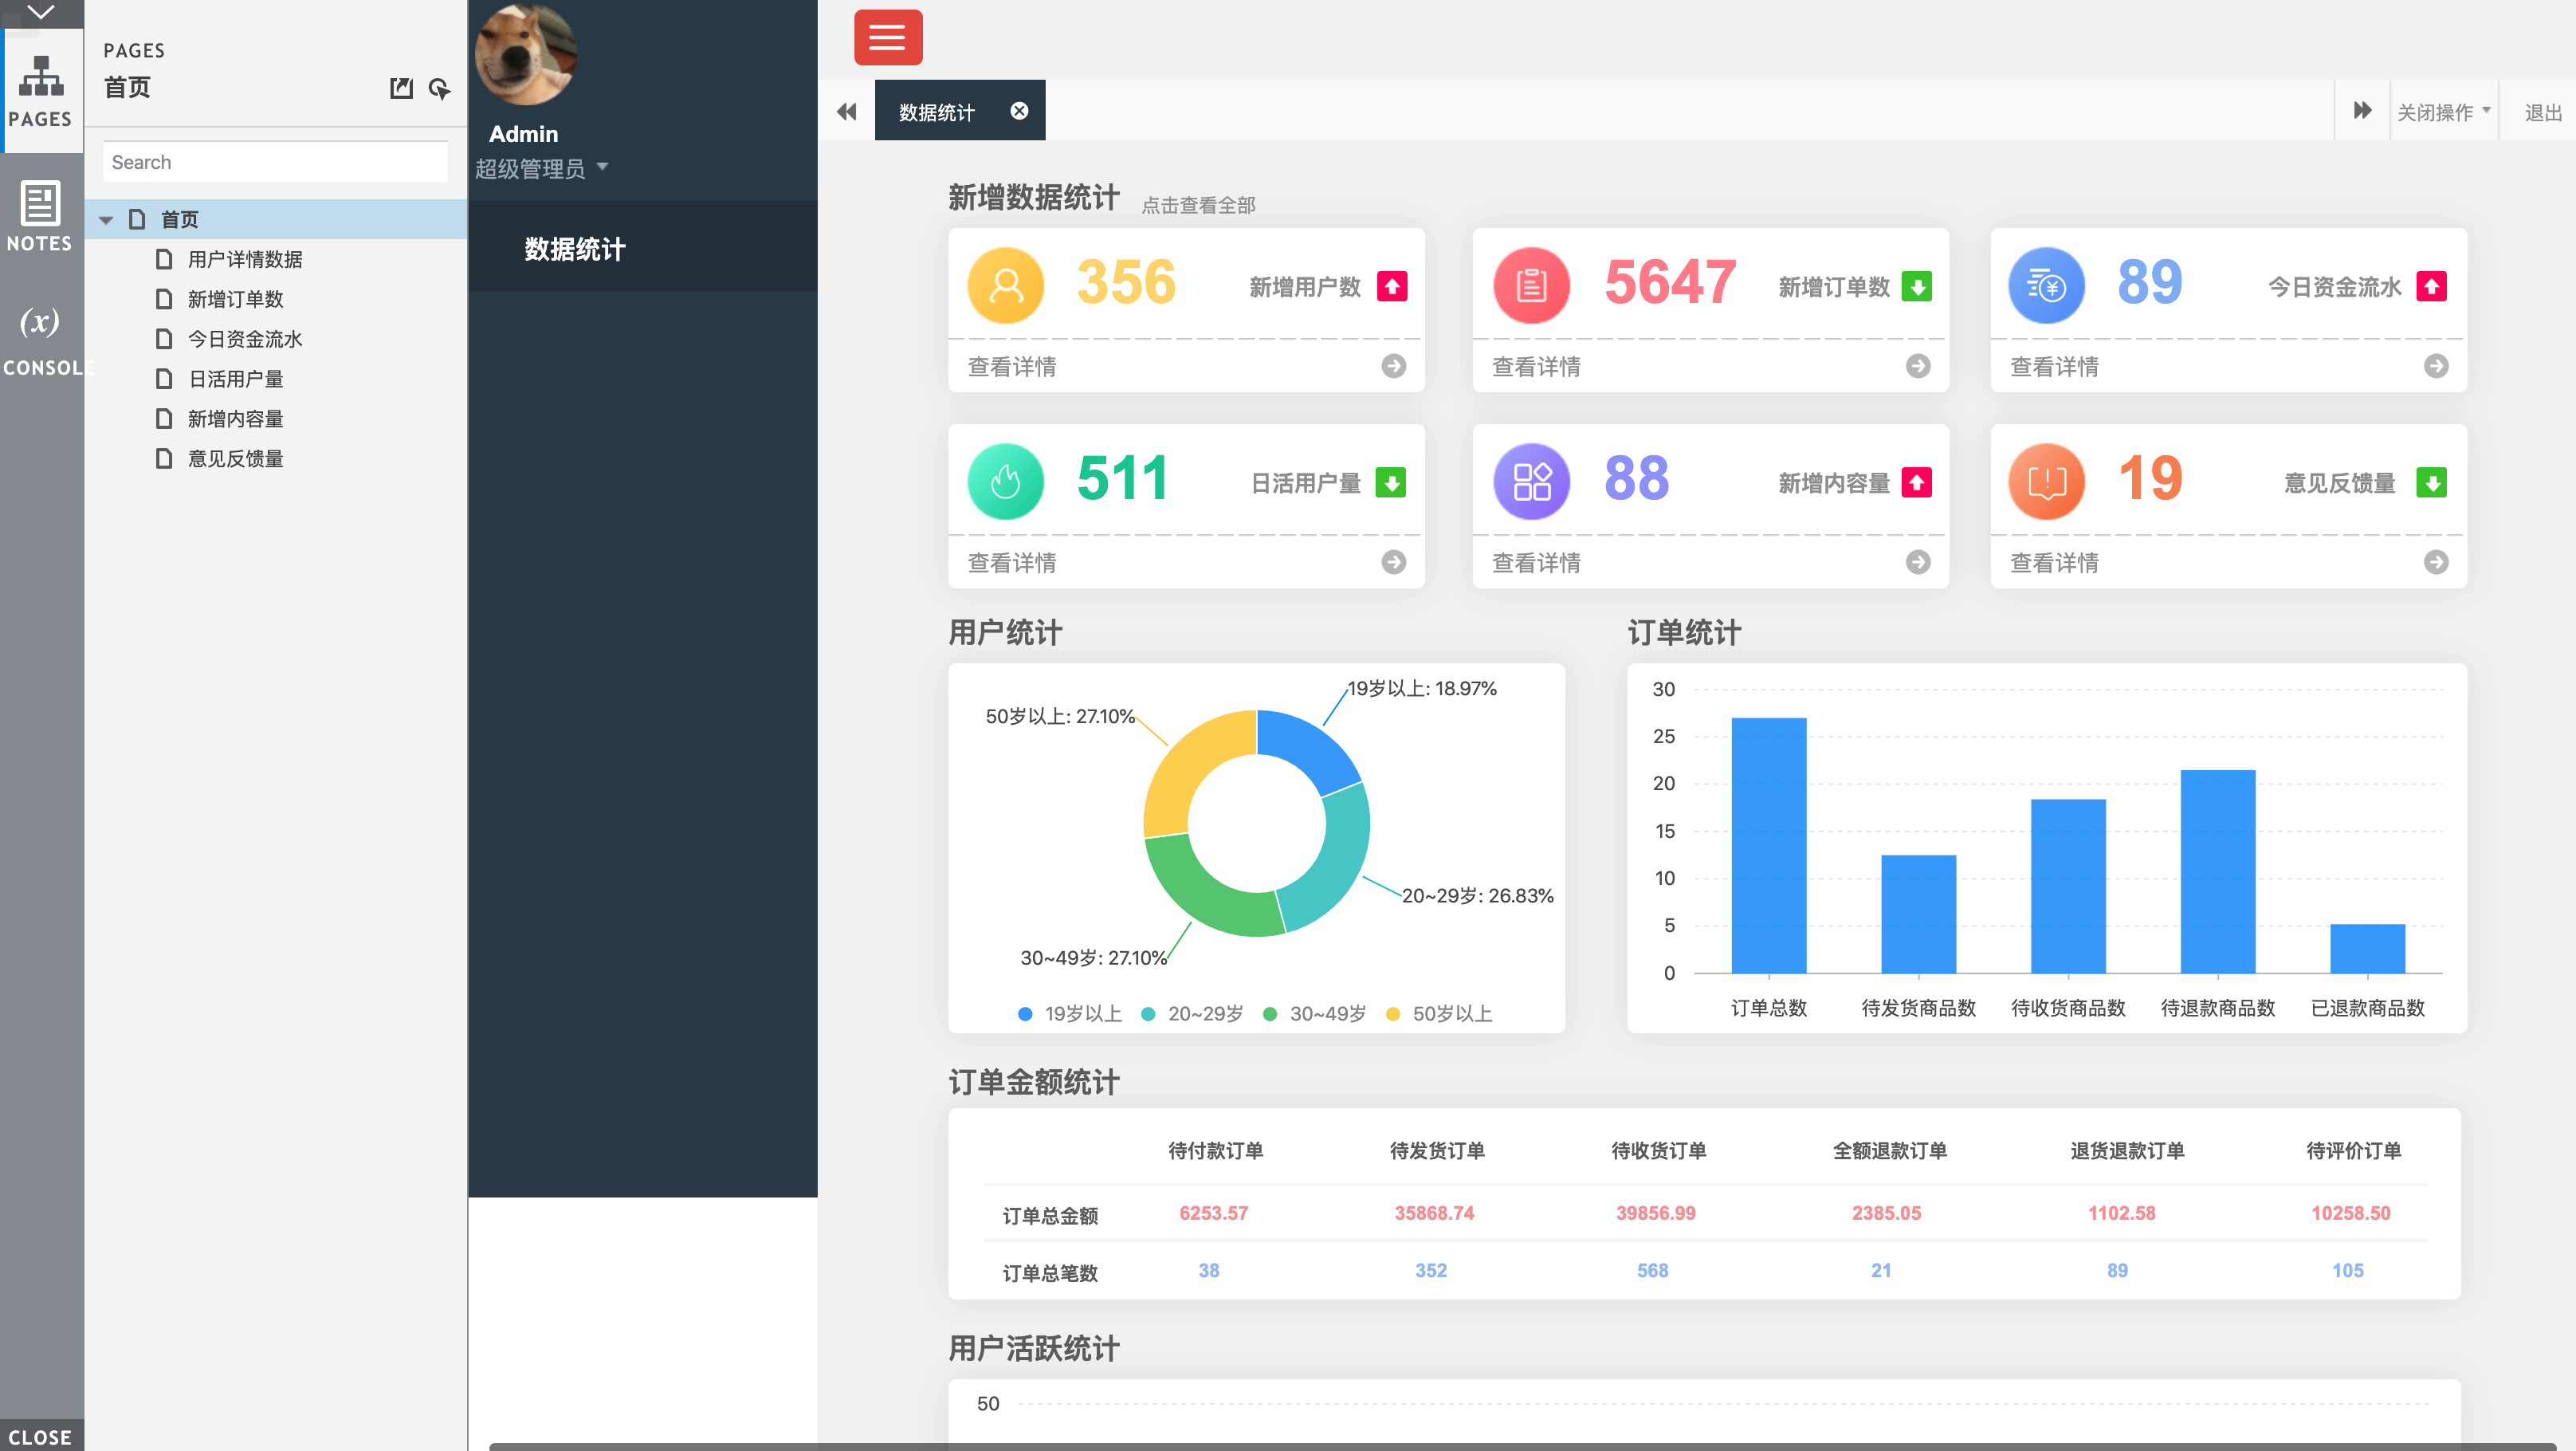 PAGES
NOTES
(x)
CONSOLE
CLOSE
PAGES
首页
Search
首页
用户详情数据
新增订单数
今日资金流水
日活用户量
新增内容量
意见反馈量
Admin
超级管理员
数据统计
数据统计
关闭操作
退出
新增数据统计 点击查看全部
356 新增用户数
查看详情
5647 新增订单数
查看详情
89 今日资金流水
查看详情
511 日活用户量
查看详情
88 新增内容量
查看详情
19 意见反馈量
查看详情
用户统计
19岁以上: 18.97%
50岁以上: 27.10%
20~29岁: 26.83%
30~49岁: 27.10%
19岁以上 20~29岁 30~49岁 50岁以上
订单统计
30
25
20
15
10
5
0
订单总数 待发货商品数 待收货商品数 待退款商品数 已退款商品数
订单金额统计
待付款订单 待发货订单 待收货订单 全额退款订单 退货退款订单 待评价订单
订单总金额 6253.57 35868.74 39856.99 2385.05 1102.58 10258.50
订单总笔数 38 352 568 21 89 105
用户活跃统计
50